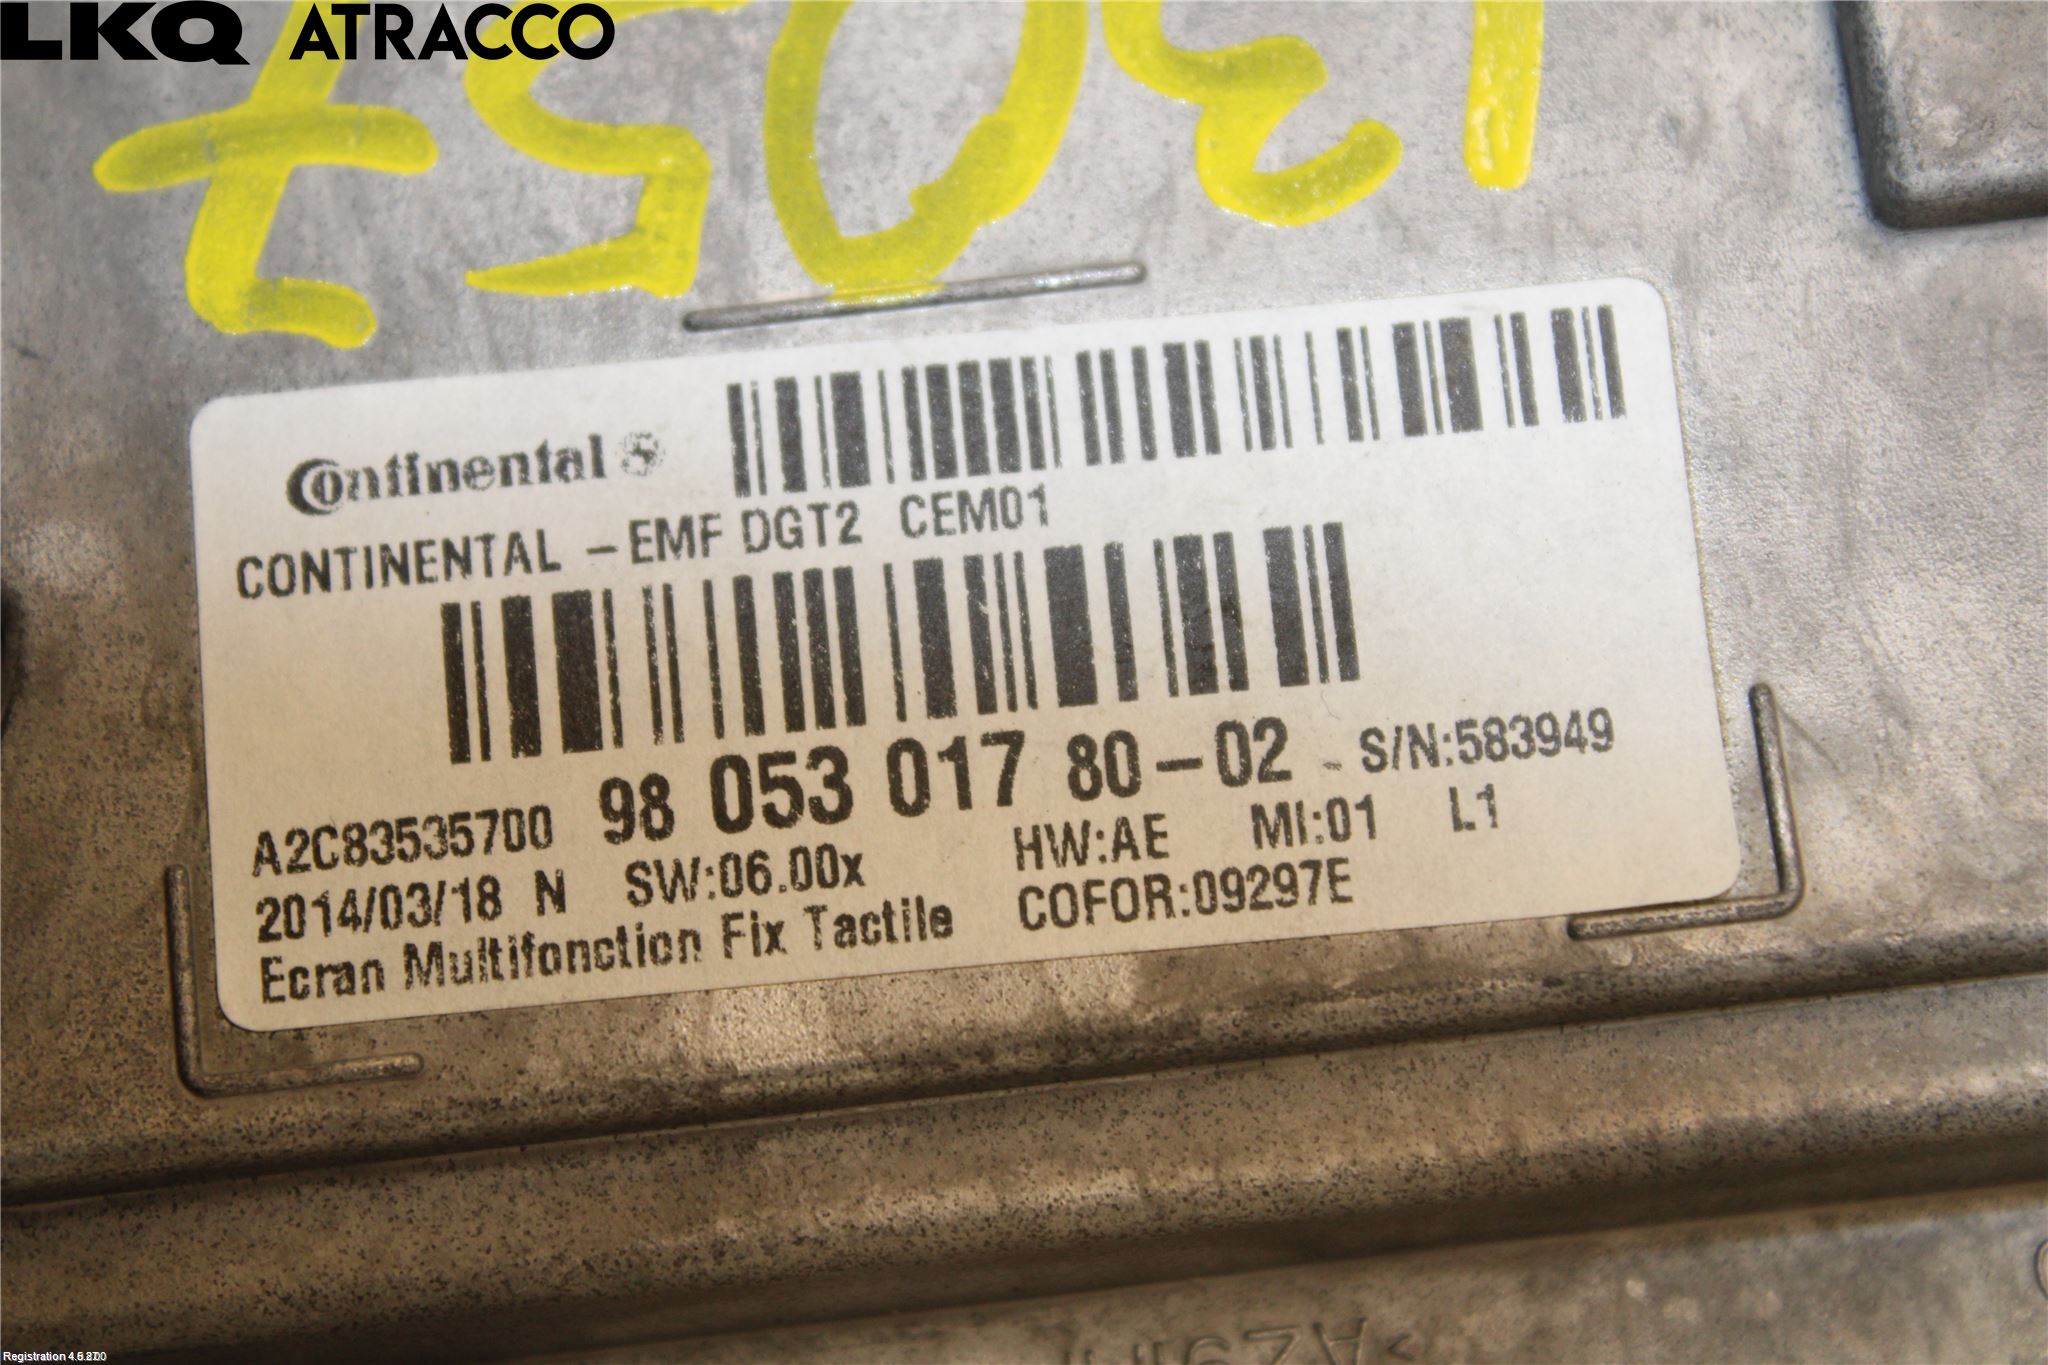 LKQ ATRACCO
13057
Continental
CONTINENTAL - EMF DGT2 CEM01
A2C83535700 98 053 017 80-02 - S/N:583949
2014/03/18 N SW:06.00x HW:AE MI:01 L1
Ecran Multifonction Fix Tactile COFOR:09297E